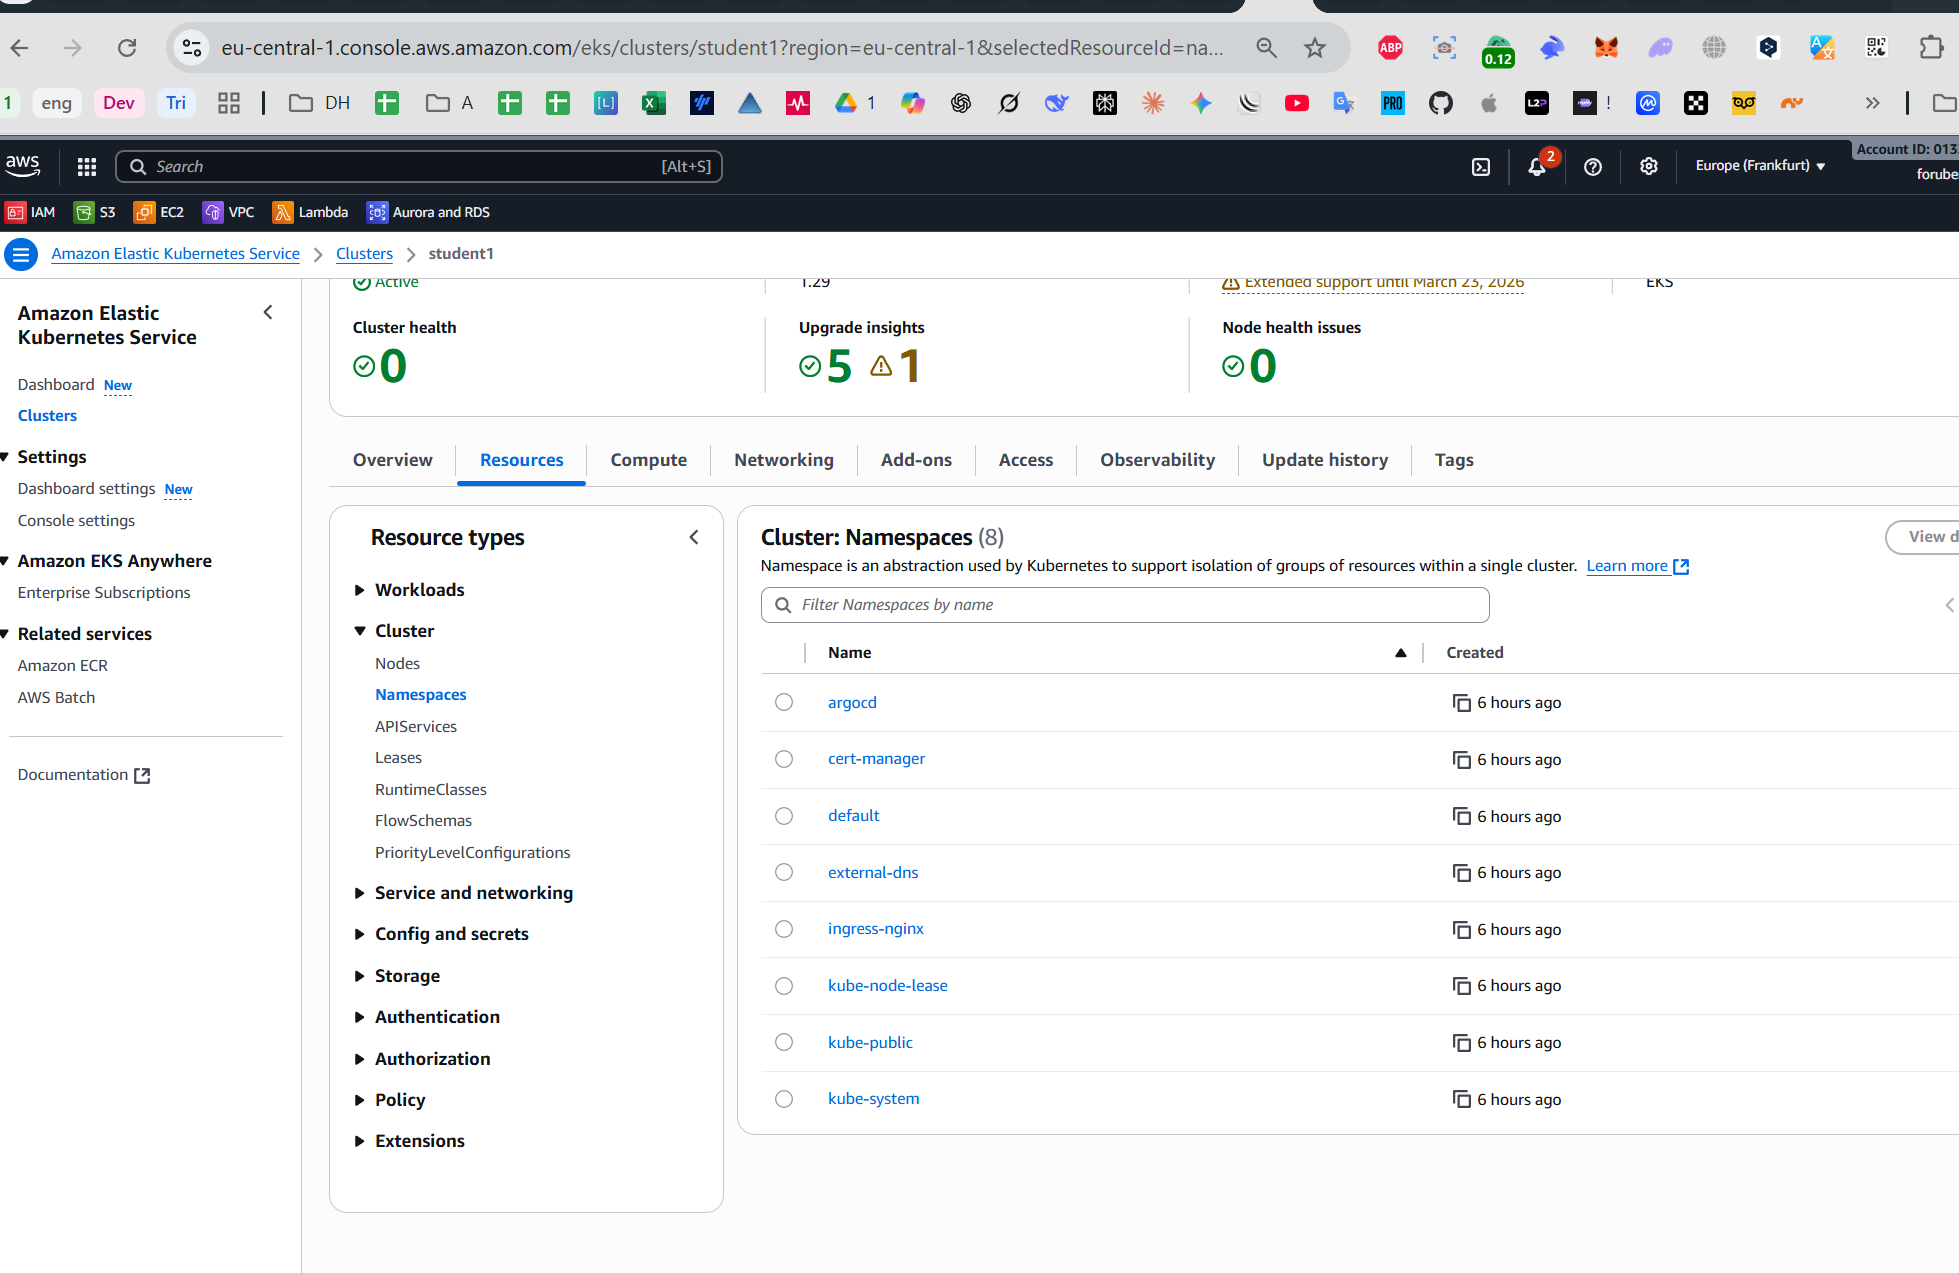 eu-central-1.console.aws.amazon.com/eks/clusters/student1?region=eu-central-1&selectedResourceId=na...
ABP
0.12
1
eng
Dev
Tri
DH
A
[L]
1
PRO
L2P
!
aws
Search
[Alt+S]
2
Europe (Frankfurt)
Account ID: 013
forube
IAM
S3
EC2
VPC
Lambda
Aurora and RDS
Amazon Elastic Kubernetes Service
Clusters
student1
Amazon Elastic
Kubernetes Service
Dashboard New
Clusters
Settings
Dashboard settings New
Console settings
Amazon EKS Anywhere
Enterprise Subscriptions
Related services
Amazon ECR
AWS Batch
Documentation
Active
1.29
Extended support until March 23, 2026
EKS
Cluster health
0
Upgrade insights
5 1
Node health issues
0
Overview
Resources
Compute
Networking
Add-ons
Access
Observability
Update history
Tags
Resource types
Workloads
Cluster
Nodes
Namespaces
APIServices
Leases
RuntimeClasses
FlowSchemas
PriorityLevelConfigurations
Service and networking
Config and secrets
Storage
Authentication
Authorization
Policy
Extensions
Cluster: Namespaces (8)
View d
Namespace is an abstraction used by Kubernetes to support isolation of groups of resources within a single cluster. Learn more
Filter Namespaces by name
Name
Created
argocd
6 hours ago
cert-manager
6 hours ago
default
6 hours ago
external-dns
6 hours ago
ingress-nginx
6 hours ago
kube-node-lease
6 hours ago
kube-public
6 hours ago
kube-system
6 hours ago